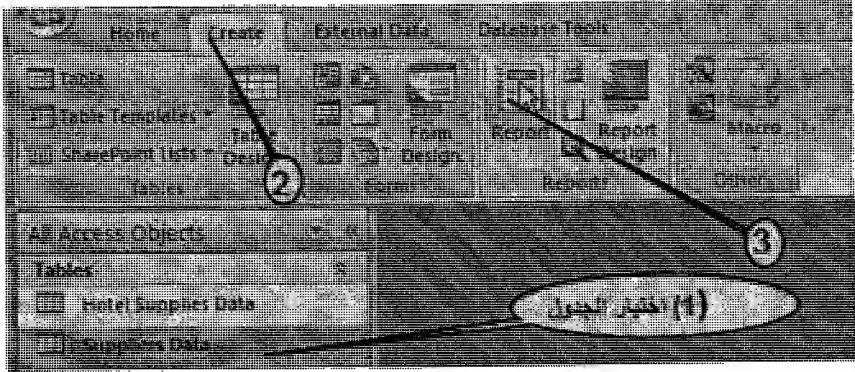 Home Create External Data Database Tools
Table
Table Templates
SharePoint Lists
Table
Design
Form
Design
Report
Report
Design
Macro
Tables
Forms
Reports
Other
2
3
All Access Objects
Tables
Hotel Supplies Data
Suppliers Data
(1) اختيار الجدول